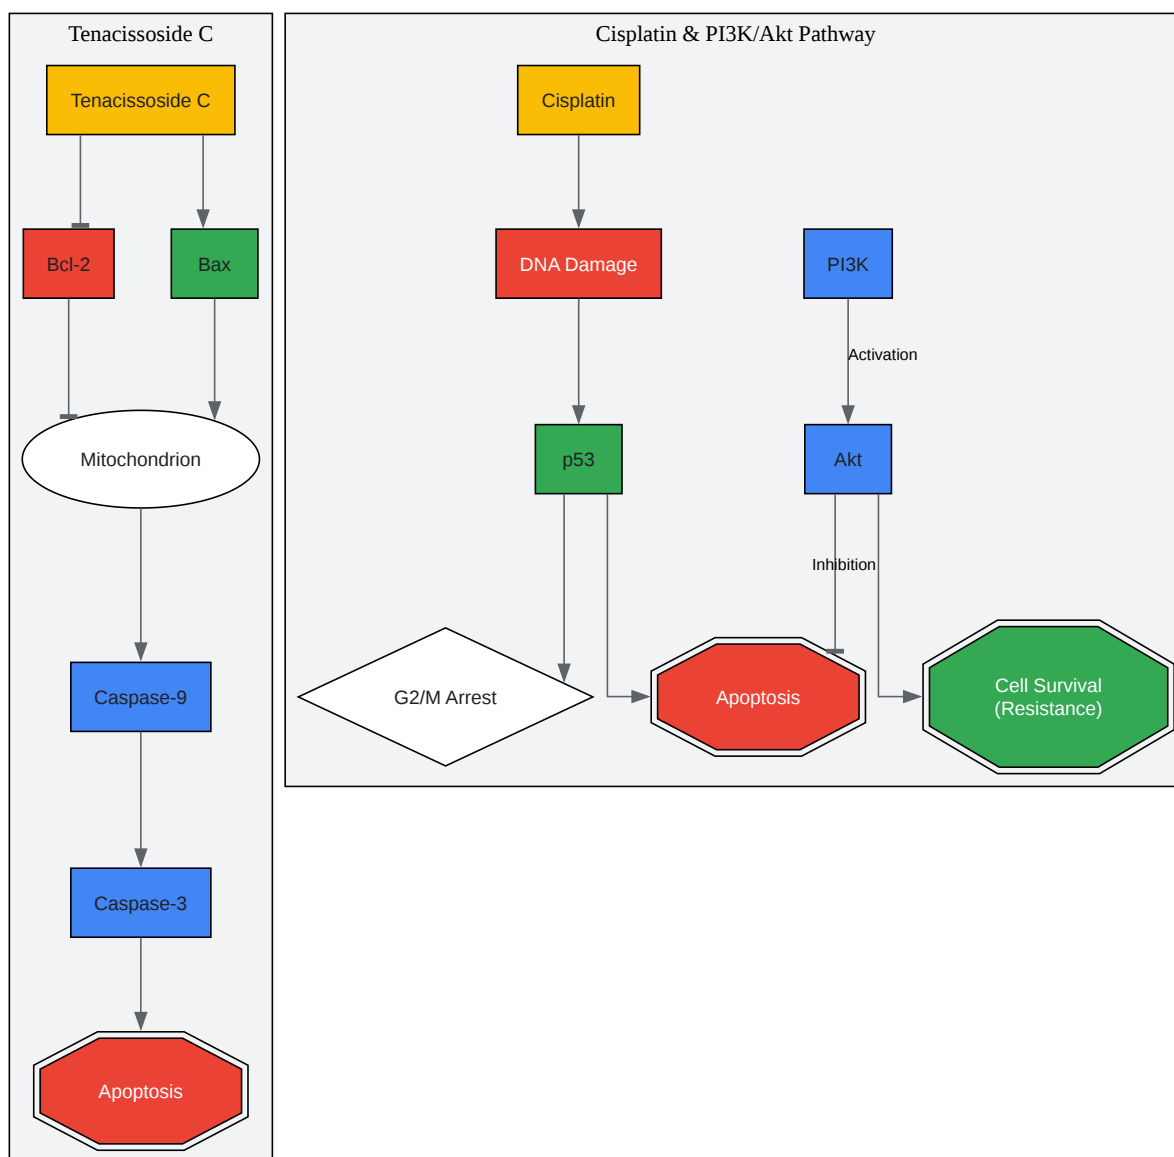 Tenacissoside C
Tenacissoside C
Bcl-2
Bax
Mitochondrion
Caspase-9
Caspase-3
Apoptosis
Cisplatin & PI3K/Akt Pathway
Cisplatin
DNA Damage
PI3K
Activation
p53
Akt
Inhibition
G2/M Arrest
Apoptosis
Cell Survival
(Resistance)